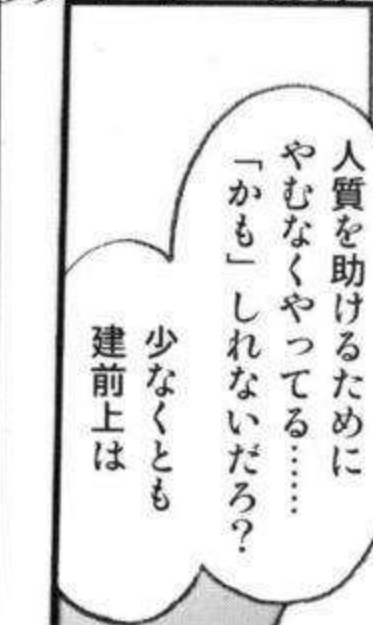 人質を助けるために
やむなくやってる……
「かも」しれないだろ？
少なくとも
建前上は